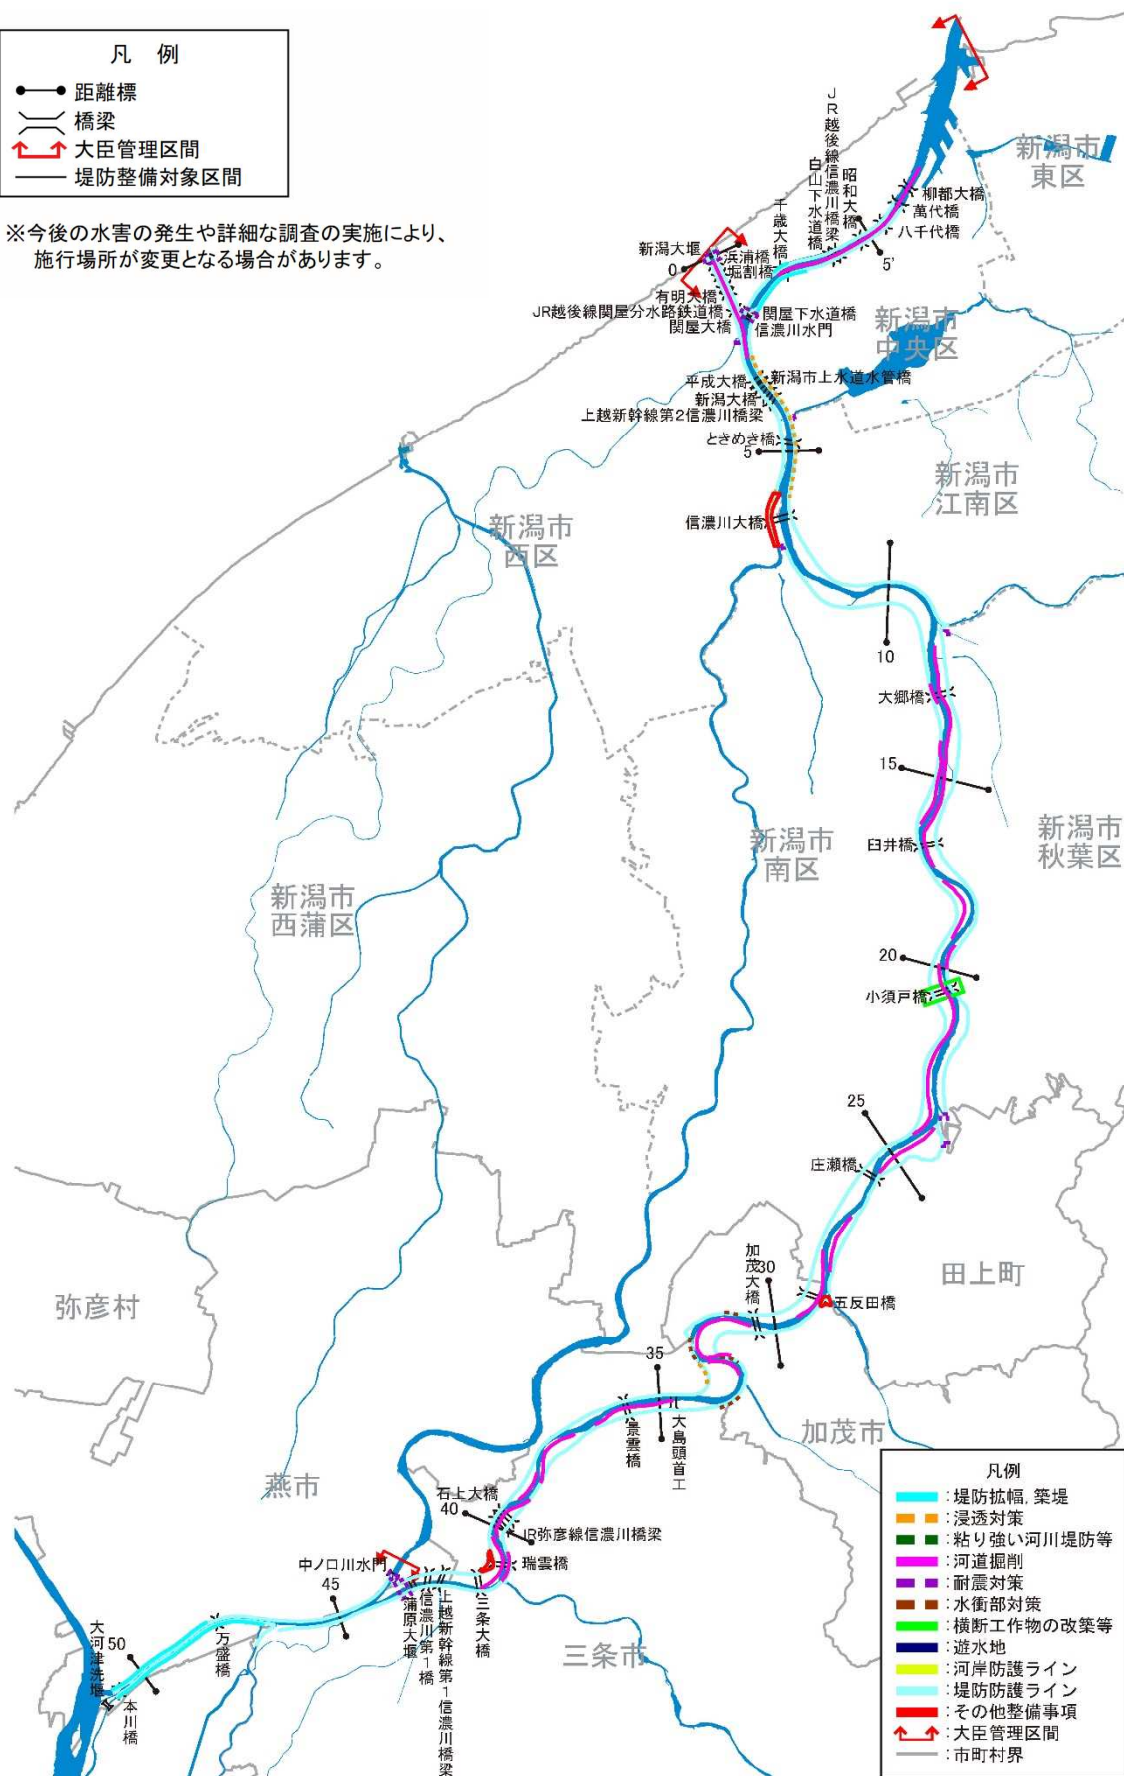 凡 例
距離標
橋梁
大臣管理区間
堤防整備対象区間
※今後の水害の発生や詳細な調査の実施により、
施行場所が変更となる場合があります。
新潟市
東区
柳都大橋
萬代橋
八千代橋
昭和大橋
JR越後線信濃川橋梁
白山下水道橋
千歳大橋
5'
新潟大堰
0
浜浦橋
堀割橋
有明大橋
JR越後線関屋分水路鉄道橋
関屋大橋
関屋下水道橋
信濃川水門
新潟市
中央区
平成大橋
新潟市上水道水管橋
新潟大橋
上越新幹線第2信濃川橋梁
ときめき橋
5
新潟市
江南区
信濃川大橋
新潟市
西区
10
大郷橋
15
臼井橋
新潟市
南区
新潟市
秋葉区
新潟市
西蒲区
20
小須戸橋
25
庄瀬橋
田上町
加茂大橋
30
五反田橋
弥彦村
35
景雲橋
大島頭首工
加茂市
燕市
石上大橋
40
JR弥彦線信濃川橋梁
瑞雲橋
中ノ口川水門
45
蒲原大堰
信濃川第1橋
上越新幹線第1信濃川橋梁
三条大橋
三条市
万盛橋
大河津洗堰
50
本川橋
凡例
:堤防拡幅,築堤
:浸透対策
:粘り強い河川堤防等
:河道掘削
:耐震対策
:水衝部対策
:横断工作物の改築等
:遊水地
:河岸防護ライン
:堤防防護ライン
:その他整備事項
:大臣管理区間
:市町村界